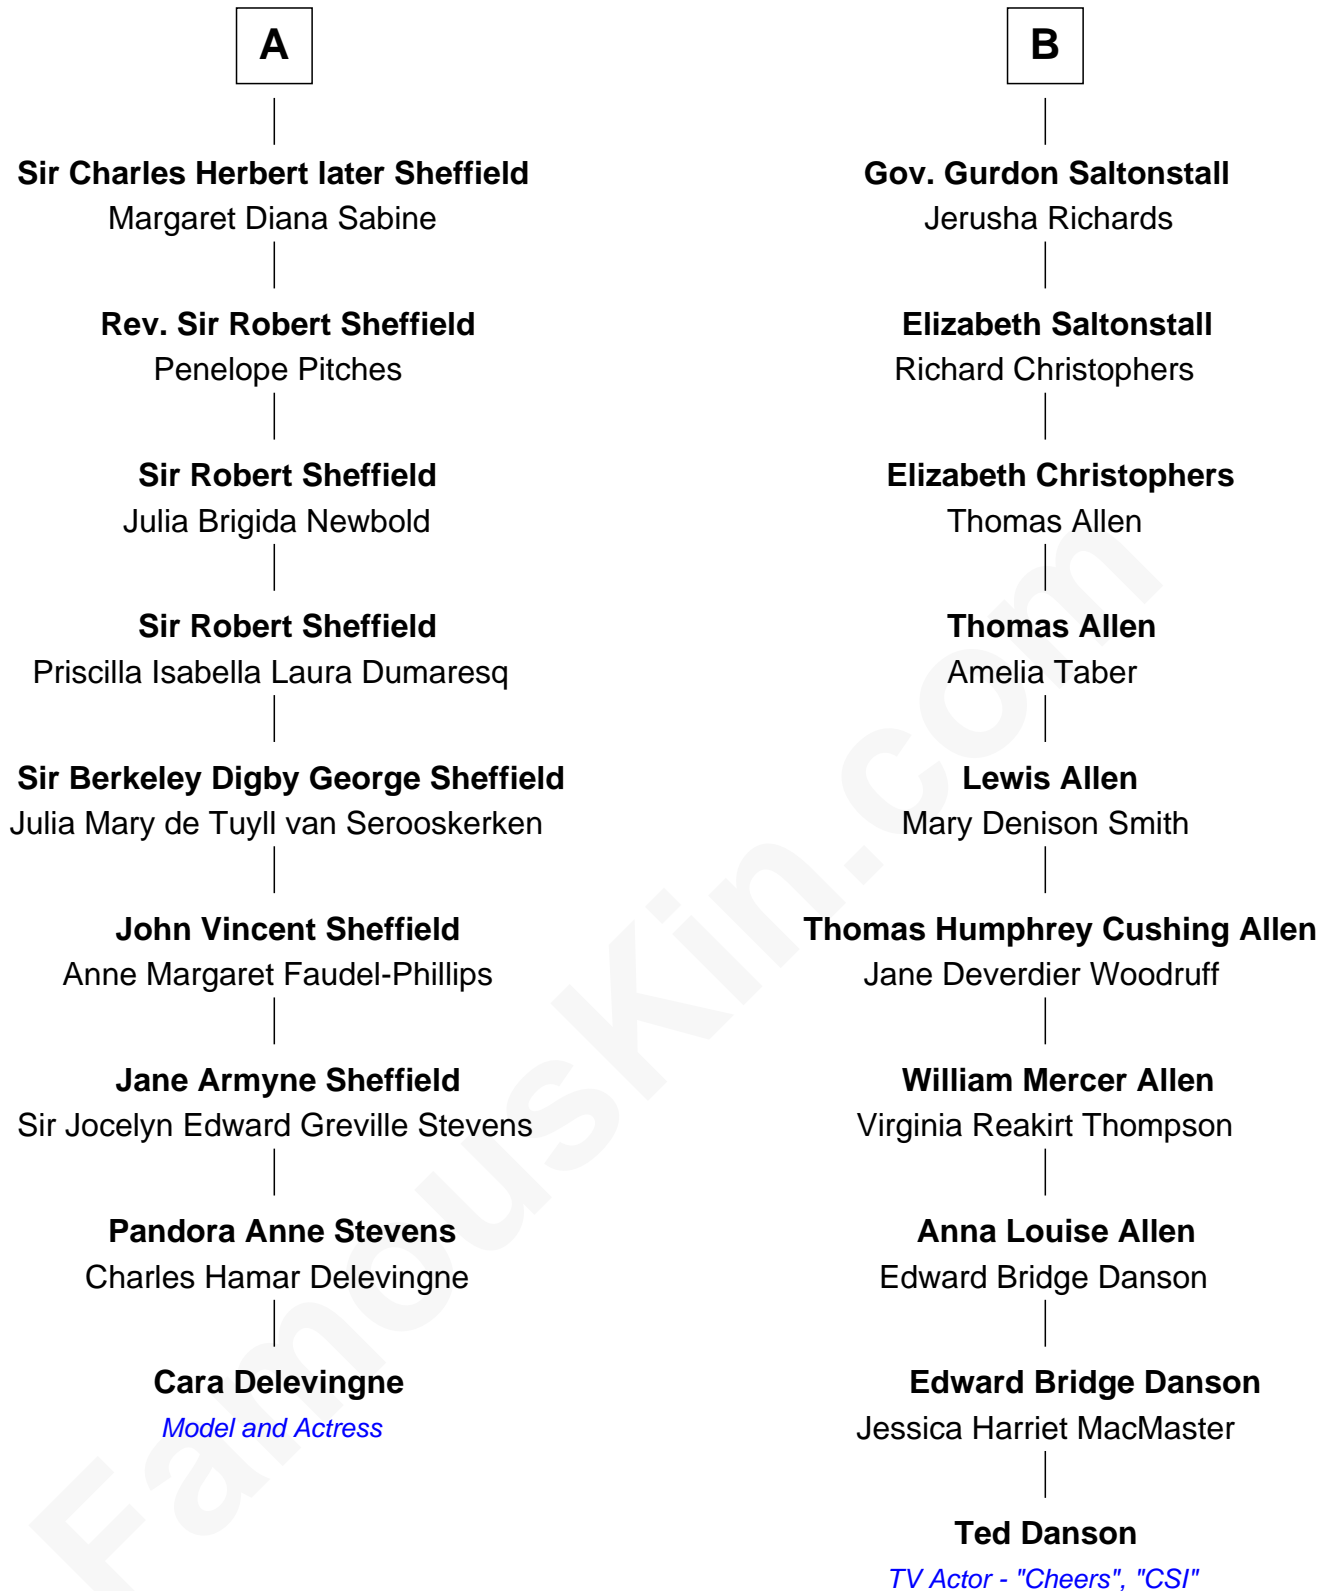 A
Sir Charles Herbert later Sheffield
Margaret Diana Sabine
Rev. Sir Robert Sheffield
Penelope Pitches
Sir Robert Sheffield
Julia Brigida Newbold
Sir Robert Sheffield
Priscilla Isabella Laura Dumaresq
Sir Berkeley Digby George Sheffield
Julia Mary de Tuyll van Serooskerken
John Vincent Sheffield
Anne Margaret Faudel-Phillips
Jane Armyne Sheffield
Sir Jocelyn Edward Greville Stevens
Pandora Anne Stevens
Charles Hamar Delevingne
Cara Delevingne
Model and Actress
B
Gov. Gurdon Saltonstall
Jerusha Richards
Elizabeth Saltonstall
Richard Christophers
Elizabeth Christophers
Thomas Allen
Thomas Allen
Amelia Taber
Lewis Allen
Mary Denison Smith
Thomas Humphrey Cushing Allen
Jane Deverdier Woodruff
William Mercer Allen
Virginia Reakirt Thompson
Anna Louise Allen
Edward Bridge Danson
Edward Bridge Danson
Jessica Harriet MacMaster
Ted Danson
TV Actor - "Cheers", "CSI"
FamousKin.com